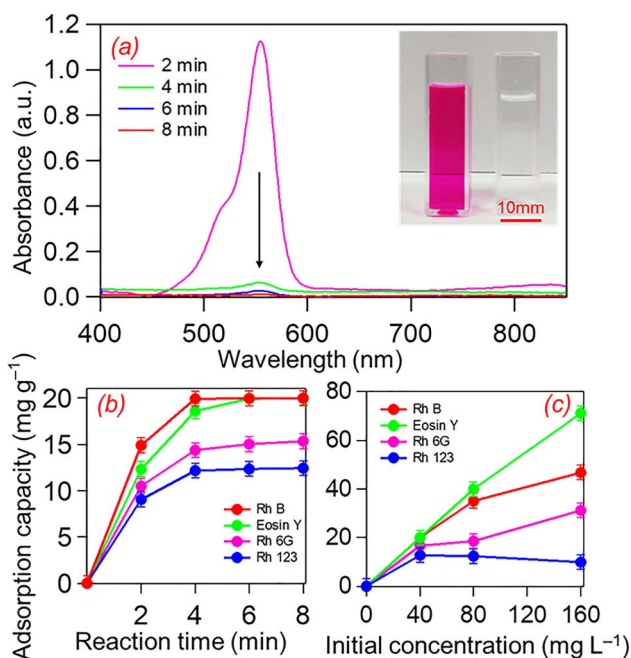 (a)
2 min
4 min
6 min
8 min
1.2
1.0
0.8
0.6
0.4
0.2
0.0
Absorbance (a.u.)
400 500 600 700 800
Wavelength (nm)
10mm
(b)
20
15
10
5
0
Adsorption capacity (mg g⁻¹)
Rh B
Eosin Y
Rh 6G
Rh 123
2 4 6 8
Reaction time (min)
(c)
80
60
40
20
0
Rh B
Eosin Y
Rh 6G
Rh 123
0 40 80 120 160
Initial concentration (mg L⁻¹)